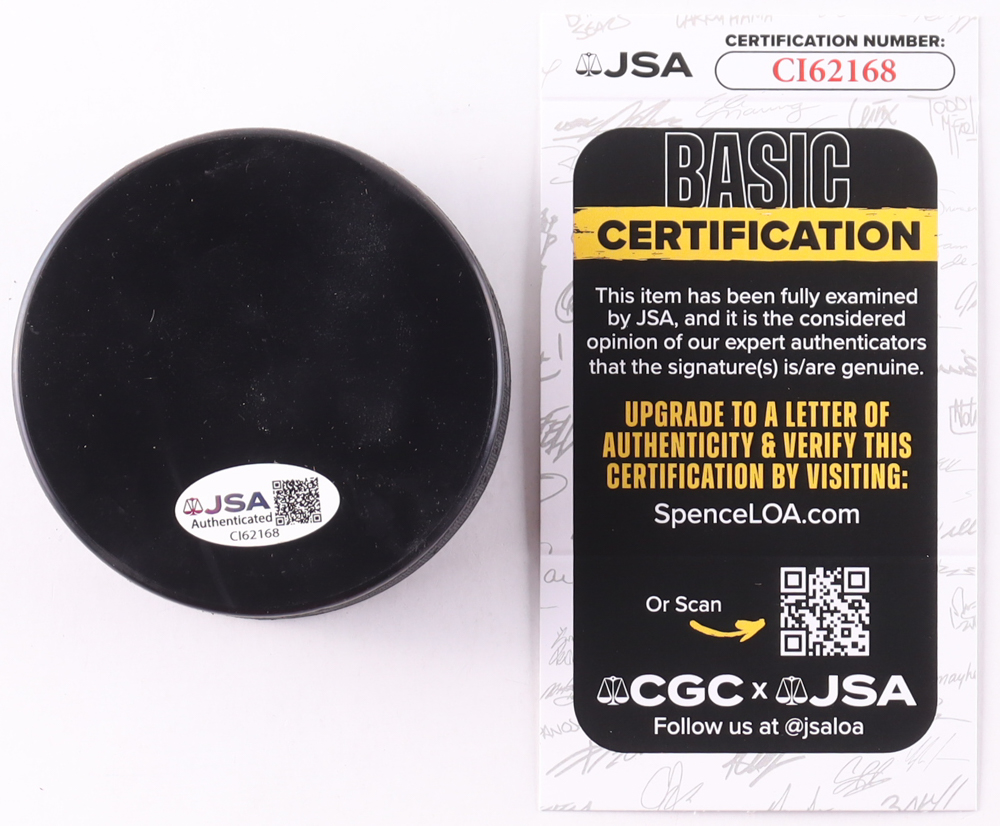 JSA
Authenticated
CI62168
JSA
CERTIFICATION NUMBER:
CI62168
BASIC
CERTIFICATION
This item has been fully examined
by JSA, and it is the considered
opinion of our expert authenticators
that the signature(s) is/are genuine.
UPGRADE TO A LETTER OF
AUTHENTICITY & VERIFY THIS
CERTIFICATION BY VISITING:
SpenceLOA.com
Or Scan
CGC x JSA
Follow us at @jsaloa